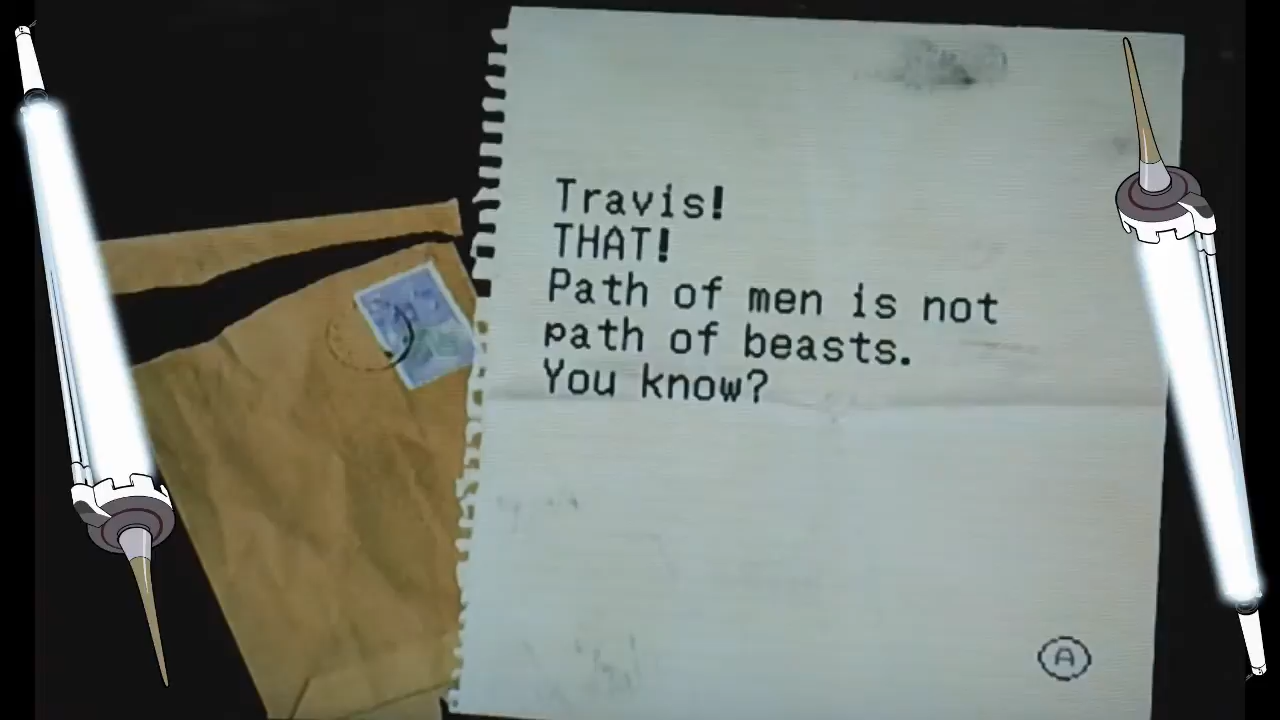 Travis!
THAT!
Path of men is not
path of beasts.
You know?
A